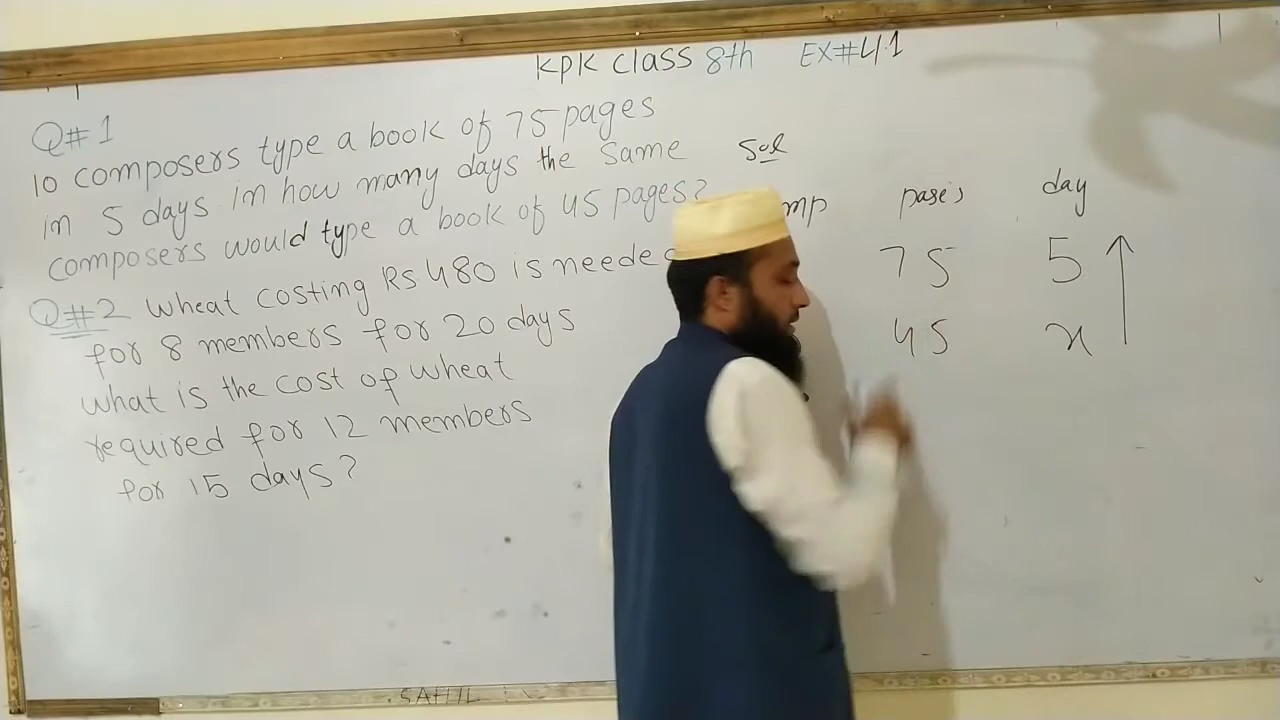 KPK class 8th EX#4.1
Q#1
10 composers type a book of 75 pages
in 5 days in how many days the same
composers would type a book of 45 pages?
Q#2 Wheat costing Rs 480 is neede
for 8 members for 20 days
What is the cost of wheat
required for 12 members
for 15 days?
Sol
mp pase's day
75 5
45 x